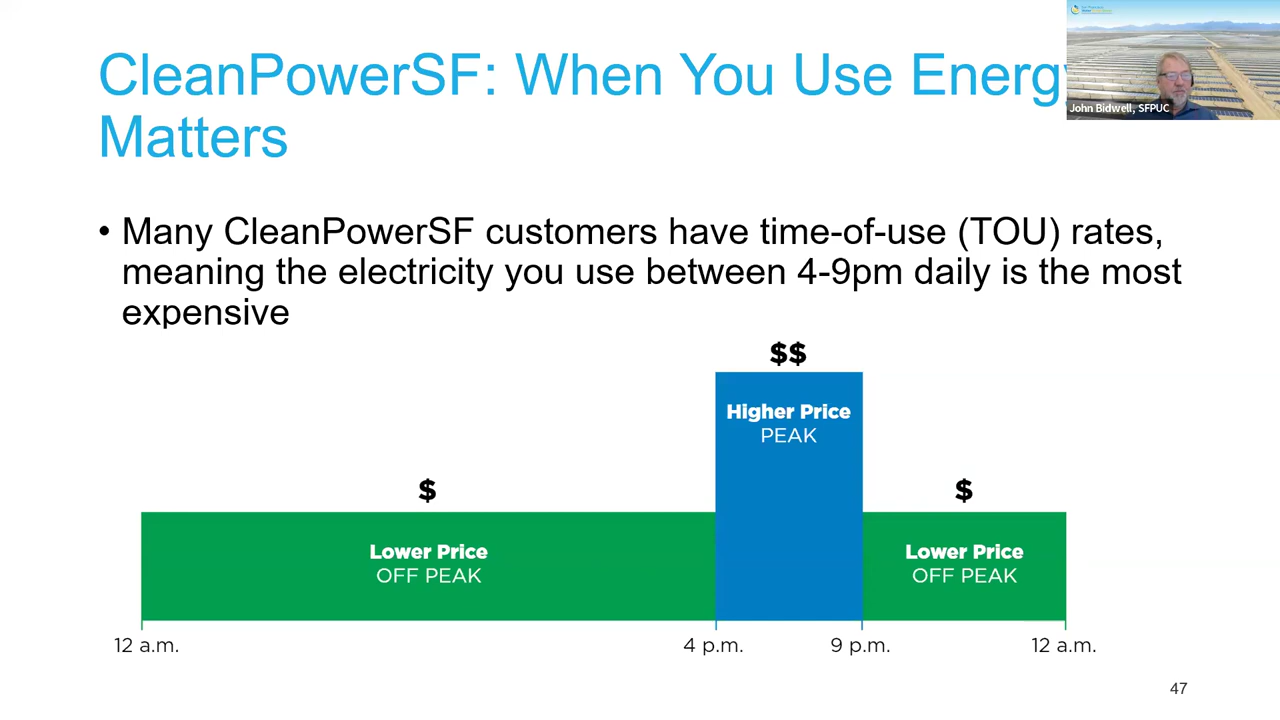 CleanPowerSF: When You Use Energy
Matters
John Bidwell, SFPUC
• Many CleanPowerSF customers have time-of-use (TOU) rates,
meaning the electricity you use between 4-9pm daily is the most
expensive
$$
Higher Price
PEAK
$
$
Lower Price
OFF PEAK
Lower Price
OFF PEAK
12 a.m.
4 p.m.
9 p.m.
12 a.m.
47